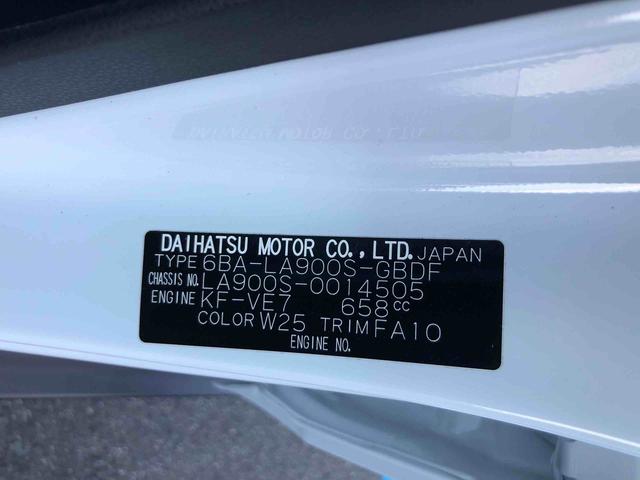 DAIHATSU MOTOR CO., LTD. JAPAN
TYPE 6BA-LA900S-GBDF
CHASSIS NO. LA900S-0014505
ENGINE KF-VE7 658cc
COLOR W25 TRIM FA10
ENGINE NO.